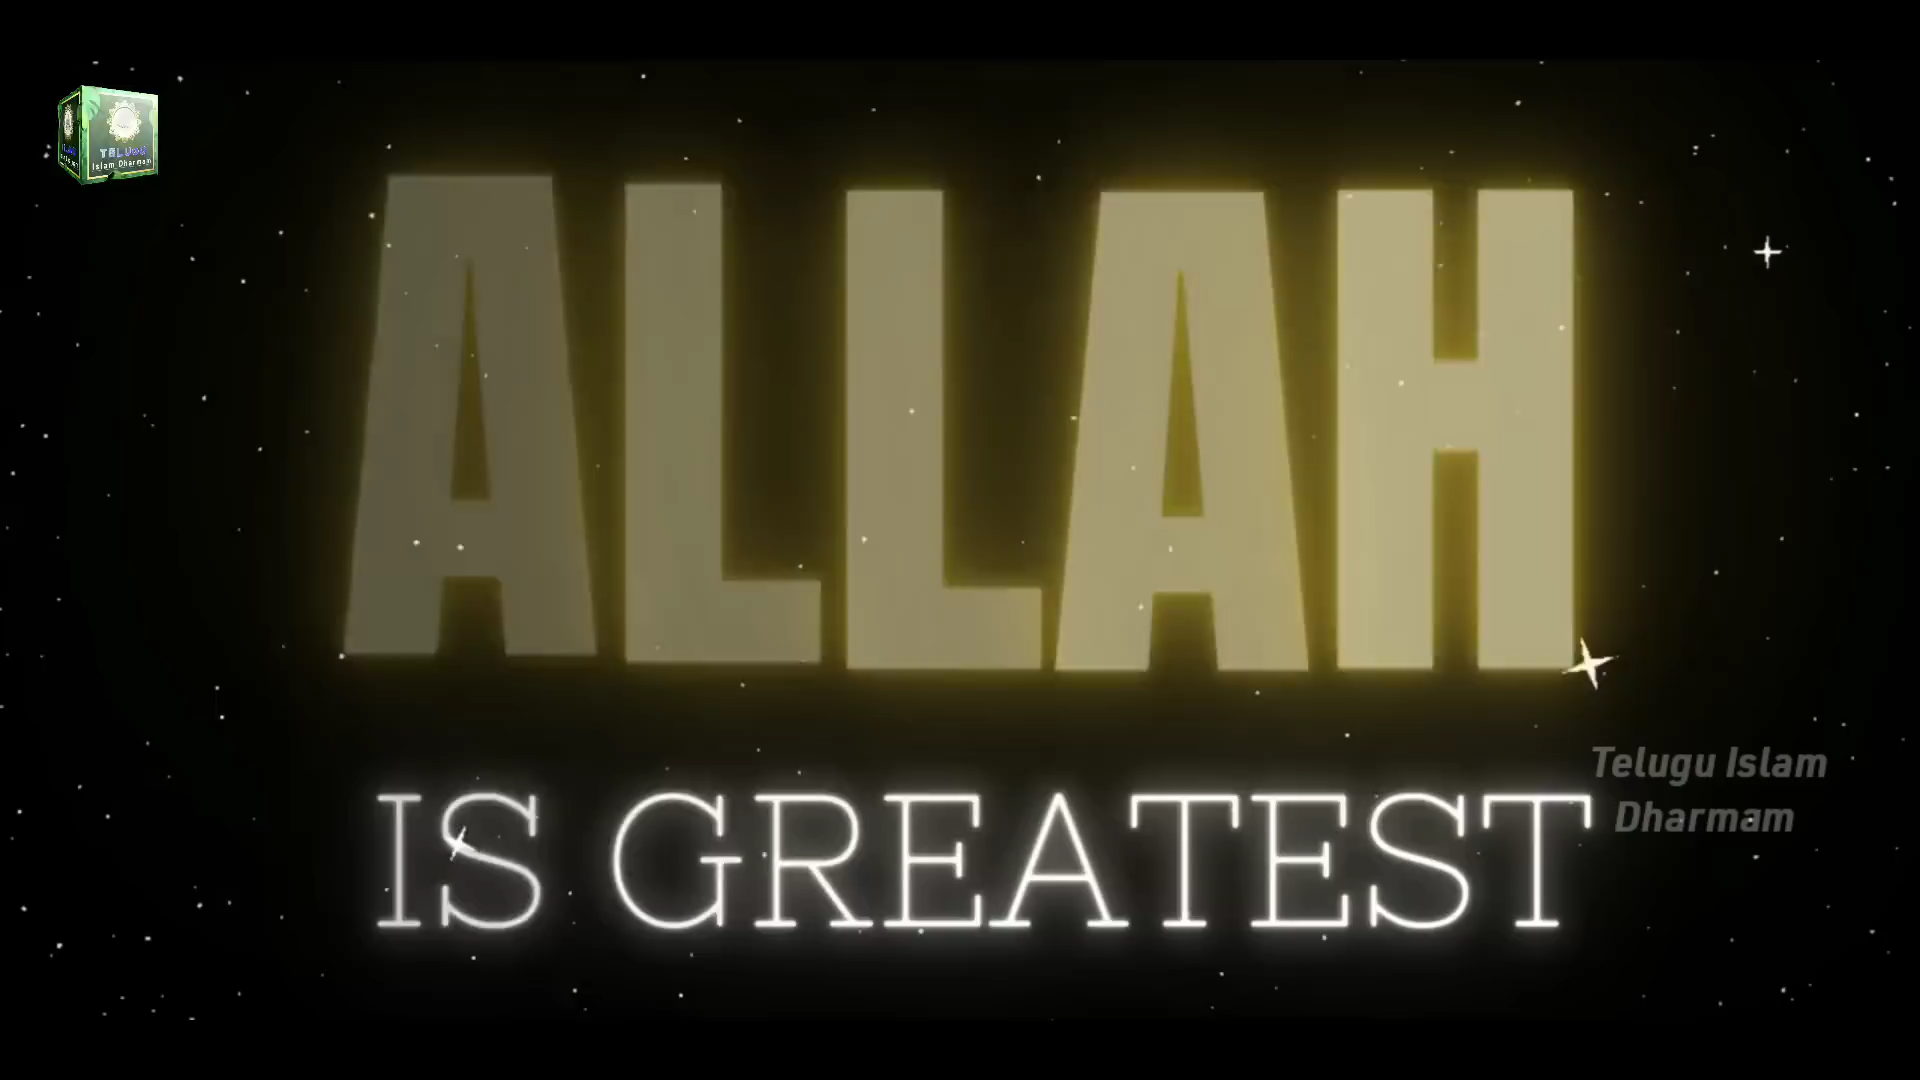 TELUGU
Islam Dharmam
ALLAH
IS GREATEST
Telugu Islam
Dharmam